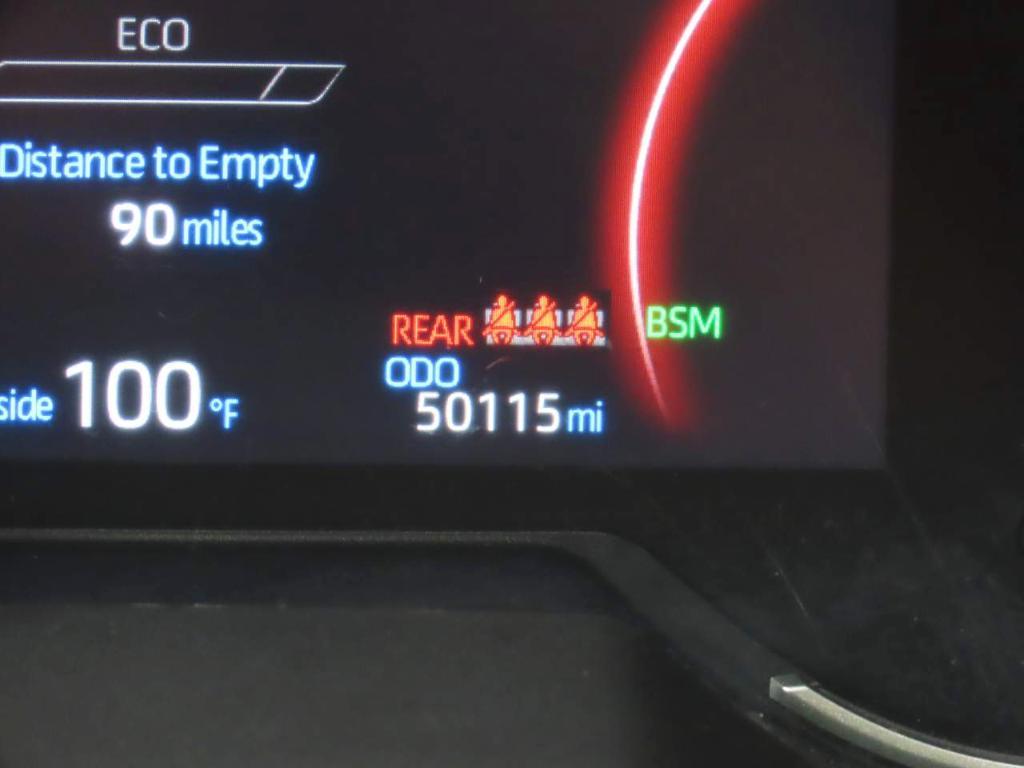 ECO
Distance to Empty
90 miles
REAR
BSM
ODO
side 100 °F
50115 mi